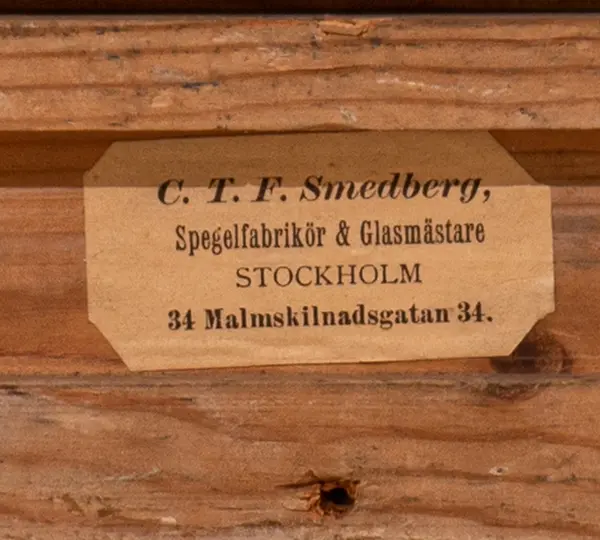 C. T. F. Smedberg,
Spegelfabrikör & Glasmästare
STOCKHOLM
34 Malmskilnadsgatan 34.